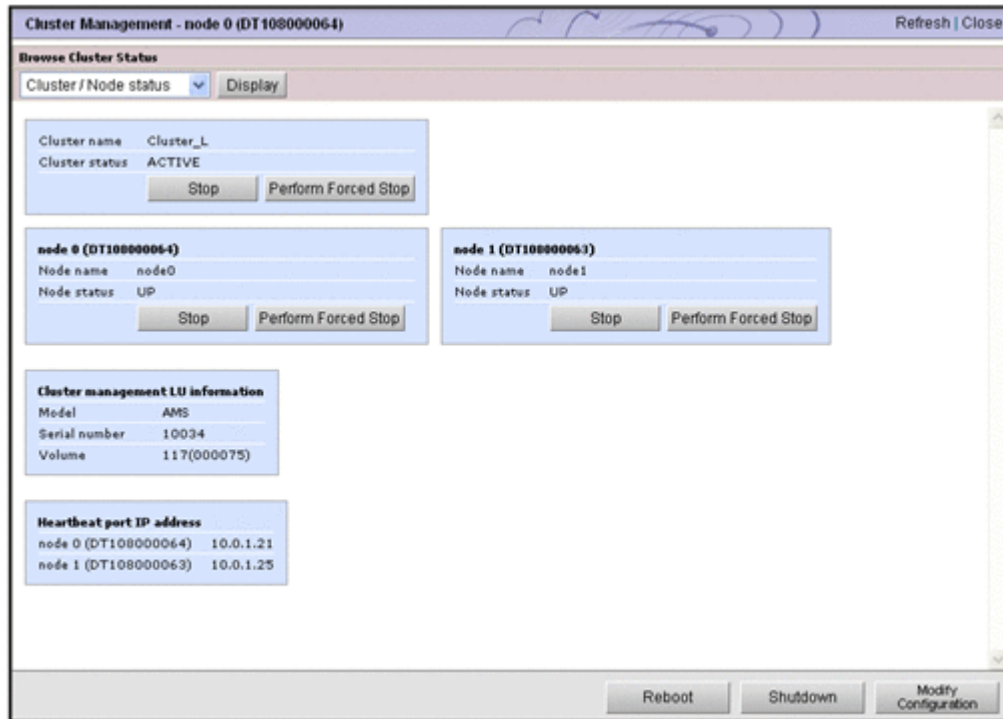 Cluster Management - node 0 (DT108000064)
Refresh | Close
Browse Cluster Status
Cluster / Node status
Display
Cluster name Cluster_L
Cluster status ACTIVE
Stop Perform Forced Stop
node 0 (DT108000064)
Node name node0
Node status UP
Stop Perform Forced Stop
node 1 (DT108000063)
Node name node1
Node status UP
Stop Perform Forced Stop
Cluster management LU information
Model AMS
Serial number 10034
Volume 117(000075)
Heartbeat port IP address
node 0 (DT108000064) 10.0.1.21
node 1 (DT108000063) 10.0.1.25
Reboot
Shutdown
Modify
Configuration